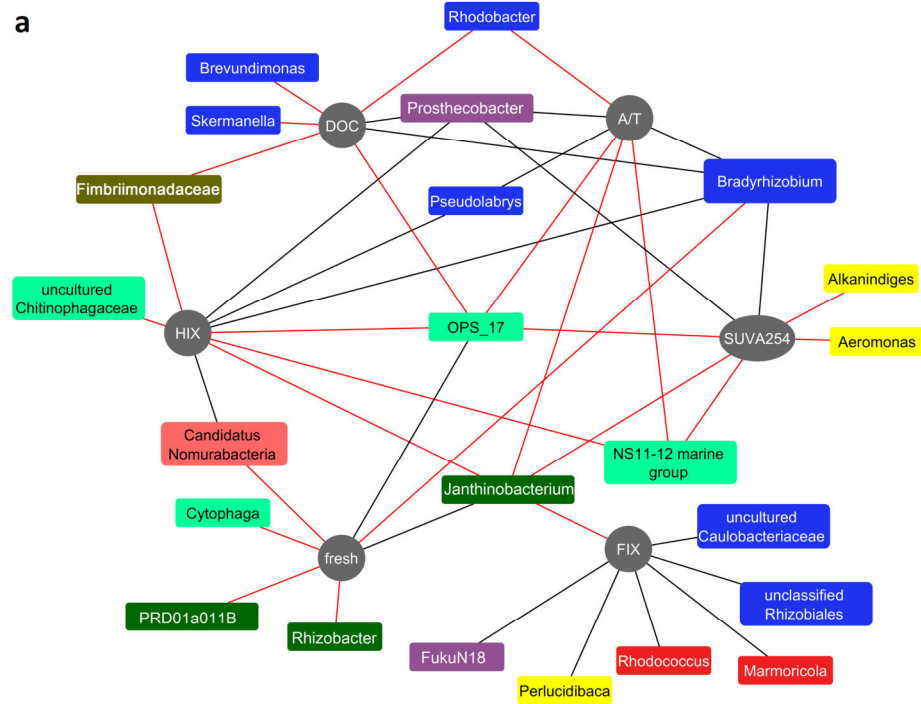 a
Rhodobacter
Brevundimonas
Skermanella
DOC
Prosthecobacter
A/T
Fimbriimonadaceae
Pseudolabrys
Bradyrhizobium
uncultured
Chitinophagaceae
HIX
OPS_17
SUVA254
Alkanindiges
Aeromonas
Candidatus
Nomurabacteria
NS11-12 marine
group
Janthinobacterium
Cytophaga
fresh
FIX
uncultured
Caulobacteriaceae
PRD01a011B
Rhizobacter
unclassified
Rhizobiales
FukuN18
Rhodococcus
Marmoricola
Perlucidibaca